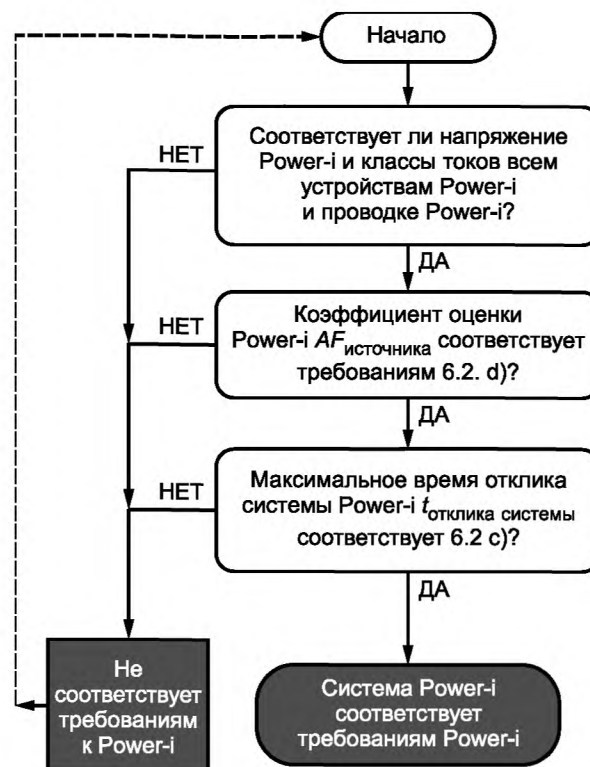 Начало
Соответствует ли напряжение
Power-i и классы токов всем
устройствам Power-i
и проводке Power-i?
НЕТ
ДА
Коэффициент оценки
Power-i AFисточника соответствует
требованиям 6.2. d)?
НЕТ
ДА
Максимальное время отклика
системы Power-i tотклика системы
соответствует 6.2 c)?
НЕТ
ДА
Не
соответствует
требованиям
к Power-i
Система Power-i
соответствует
требованиям Power-i